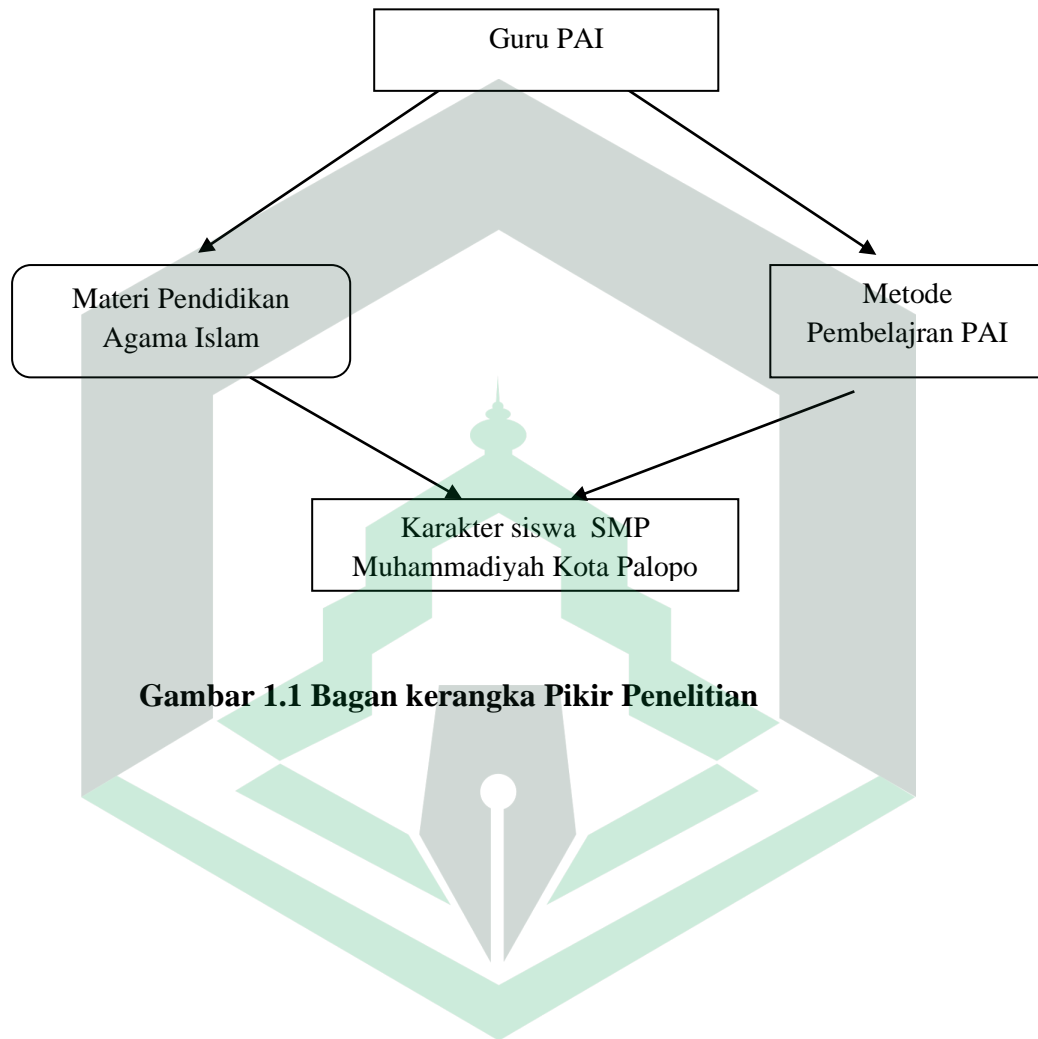 Guru PAI
Materi Pendidikan
Agama Islam
Metode
Pembelajran PAI
Karakter siswa SMP
Muhammadiyah Kota Palopo
Gambar 1.1 Bagan kerangka Pikir Penelitian